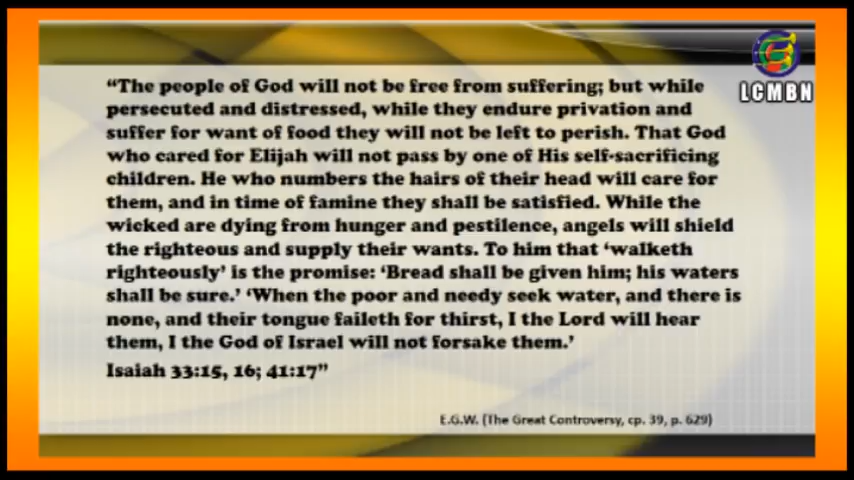 “The people of God will not be free from suffering; but while
persecuted and distressed, while they endure privation and
suffer for want of food they will not be left to perish. That God
who cared for Elijah will not pass by one of His self-sacrificing
children. He who numbers the hairs of their head will care for
them, and in time of famine they shall be satisfied. While the
wicked are dying from hunger and pestilence, angels will shield
the righteous and supply their wants. To him that ‘walketh
righteously’ is the promise: ‘Bread shall be given him; his waters
shall be sure.’ ‘When the poor and needy seek water, and there is
none, and their tongue faileth for thirst, I the Lord will hear
them, I the God of Israel will not forsake them.’
Isaiah 33:15, 16; 41:17”
E.G.W. (The Great Controversy, cp. 39, p. 629)
LCMBN